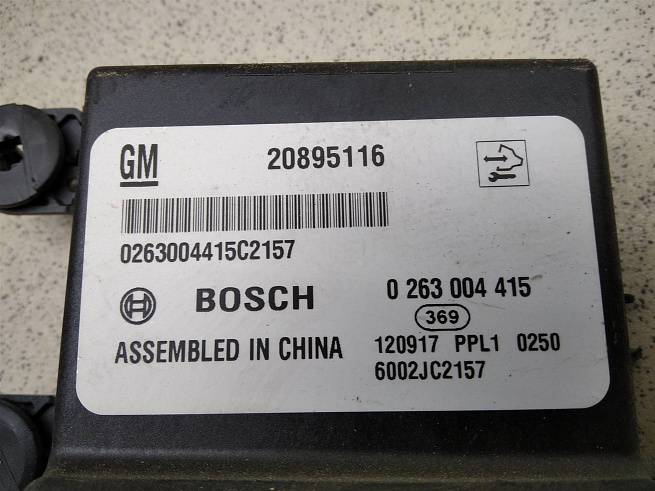 GM 20895116
0263004415C2157
BOSCH 0 263 004 415
369
ASSEMBLED IN CHINA 120917 PPL1 0250
6002JC2157